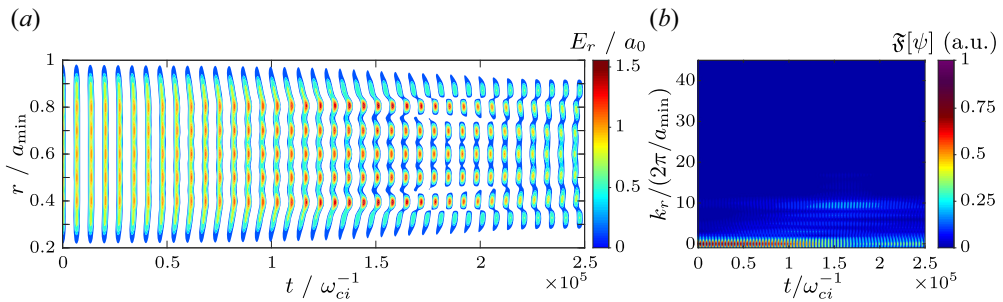 (a)
E_r / a_0
1.5
1
0.5
0
r / a_min
1
0.8
0.6
0.4
0.2
0 0.5 1 1.5 2 2.5
t / ω_ci^−1
×10^5
(b)
𝔉[ψ] (a.u.)
1
0.75
0.5
0.25
0
k_r/(2π/a_min)
40
30
20
10
0
0 0.5 1 1.5 2 2.5
t/ω_ci^−1
×10^5